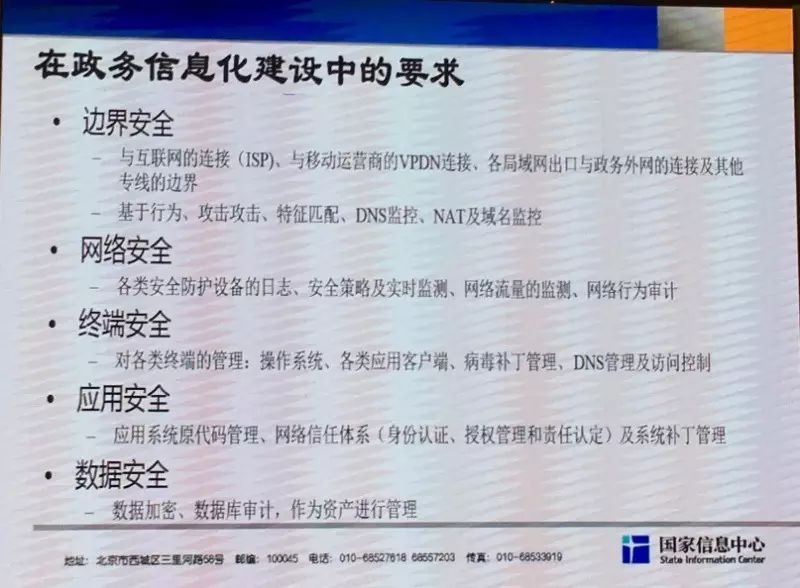 在政务信息化建设中的要求
• 边界安全
– 与互联网的连接（ISP)、与移动运营商的VPDN连接、各局域网出口与政务外网的连接及其他
专线的边界
– 基于行为、攻击攻击、特征匹配、DNS监控、NAT及域名监控
• 网络安全
– 各类安全防护设备的日志、安全策略及实时监测、网络流量的监测、网络行为审计
• 终端安全
– 对各类终端的管理：操作系统、各类应用客户端、病毒补丁管理、DNS管理及访问控制
• 应用安全
– 应用系统原代码管理、网络信任体系（身份认证、授权管理和责任认定）及系统补丁管理
• 数据安全
– 数据加密、数据库审计，作为资产进行管理
地址：北京市西城区三里河路58号 邮编：100045 电话：010-68527618 68557203 传真：010-68533919
国家信息中心
State Information Center